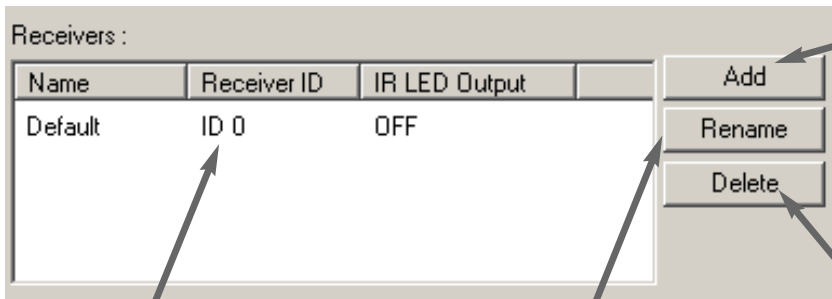 Receivers :
Name Receiver ID IR LED Output
Default ID 0 OFF
Add
Rename
Delete